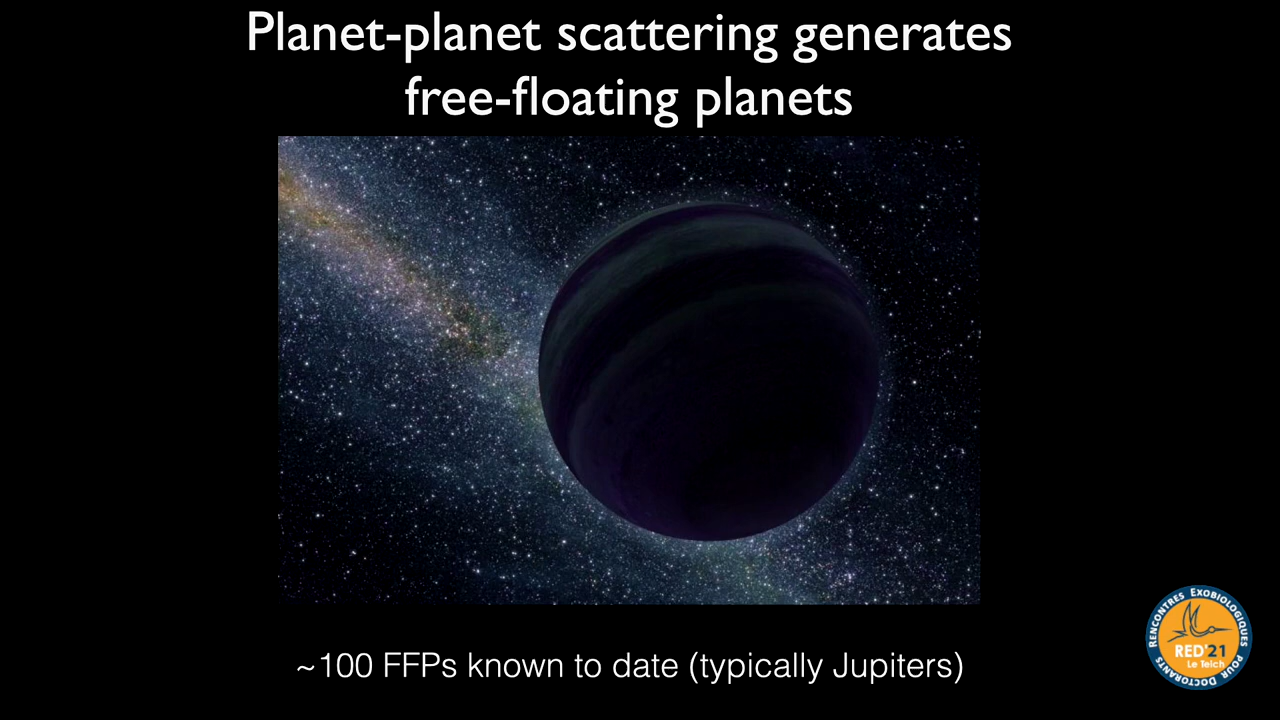 Planet-planet scattering generates
free-floating planets
~100 FFPs known to date (typically Jupiters)
RENCONTRES EXOBIOLOGIQUES POUR DOCTORANTS
RED'21
Le Teich